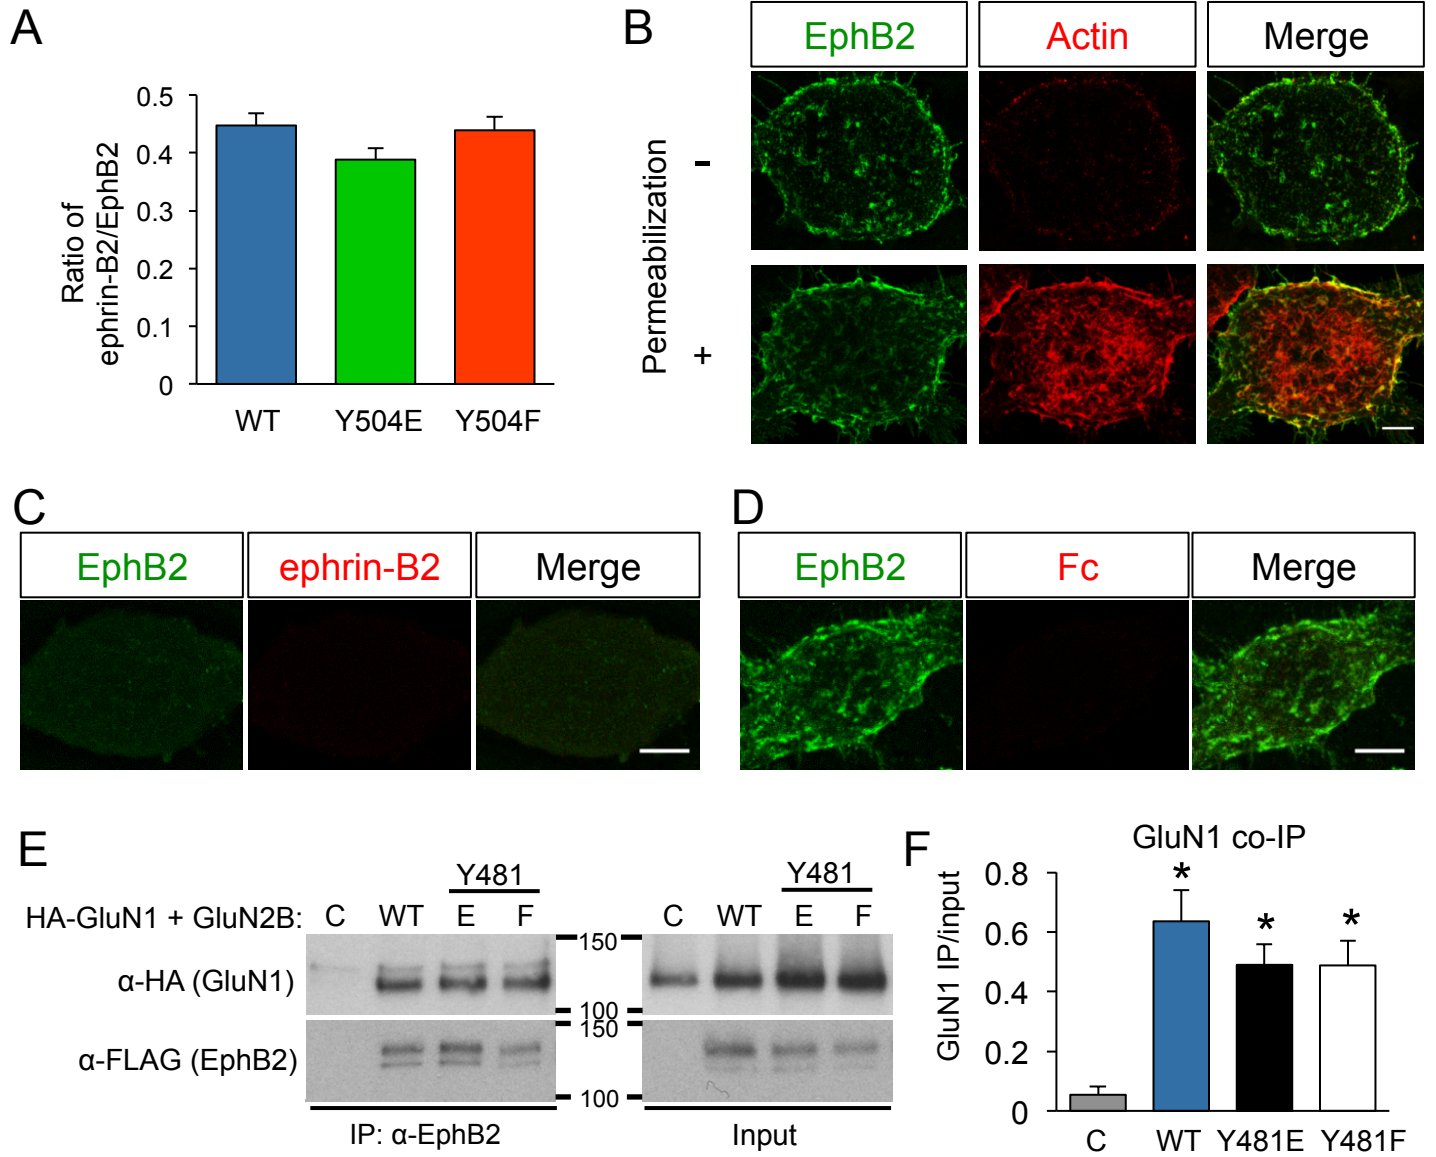 A
Ratio of
ephrin-B2/EphB2
0.5
0.4
0.3
0.2
0.1
0
WT Y504E Y504F
B
EphB2 Actin Merge
Permeabilization
-
+
C
EphB2 ephrin-B2 Merge
D
EphB2 Fc Merge
E
Y481 Y481
HA-GluN1 + GluN2B: C WT E F C WT E F
α-HA (GluN1)
150
100
α-FLAG (EphB2)
150
100
IP: α-EphB2 Input
F
GluN1 co-IP
GluN1 IP/input
0.8
0.6
0.4
0.2
0
* * *
C WT Y481E Y481F